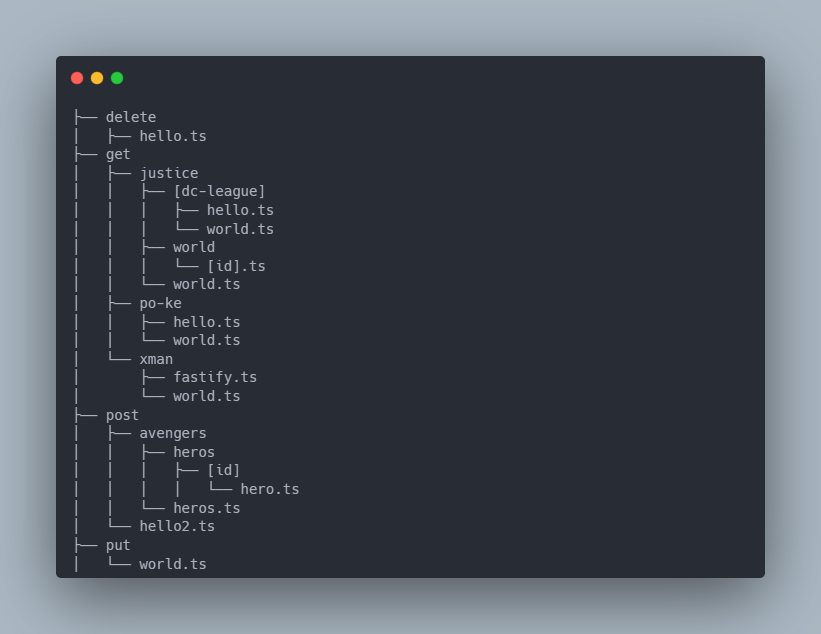 ├── delete
│   ├── hello.ts
├── get
│   ├── justice
│   │   ├── [dc-league]
│   │   │   ├── hello.ts
│   │   │   └── world.ts
│   │   ├── world
│   │   │   └── [id].ts
│   │   └── world.ts
│   ├── po-ke
│   │   ├── hello.ts
│   │   └── world.ts
│   └── xman
│       ├── fastify.ts
│       └── world.ts
├── post
│   ├── avengers
│   │   ├── heros
│   │   │   ├── [id]
│   │   │   │   └── hero.ts
│   │   └── heros.ts
│   └── hello2.ts
├── put
│   └── world.ts